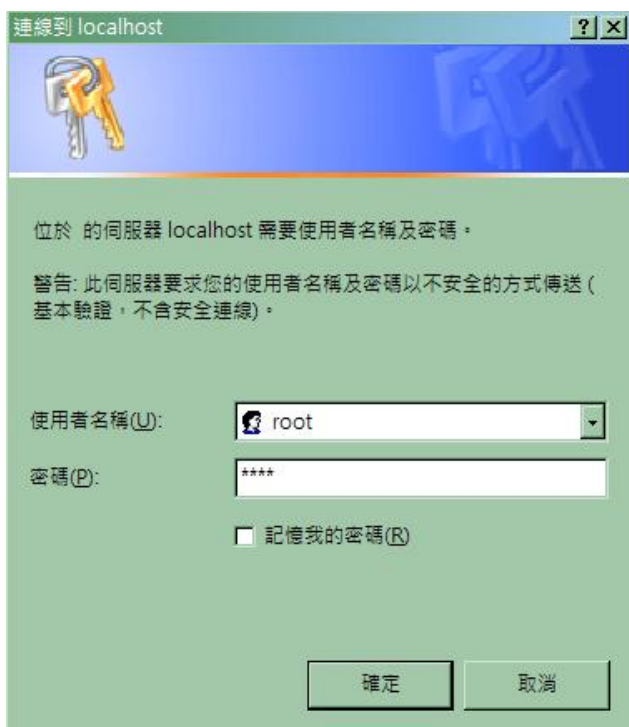 連線到 localhost
位於 的伺服器 localhost 需要使用者名稱及密碼。
警告: 此伺服器要求您的使用者名稱及密碼以不安全的方式傳送 (
基本驗證，不含安全連線)。
使用者名稱(U):
root
密碼(P):
****
記憶我的密碼(R)
確定
取消